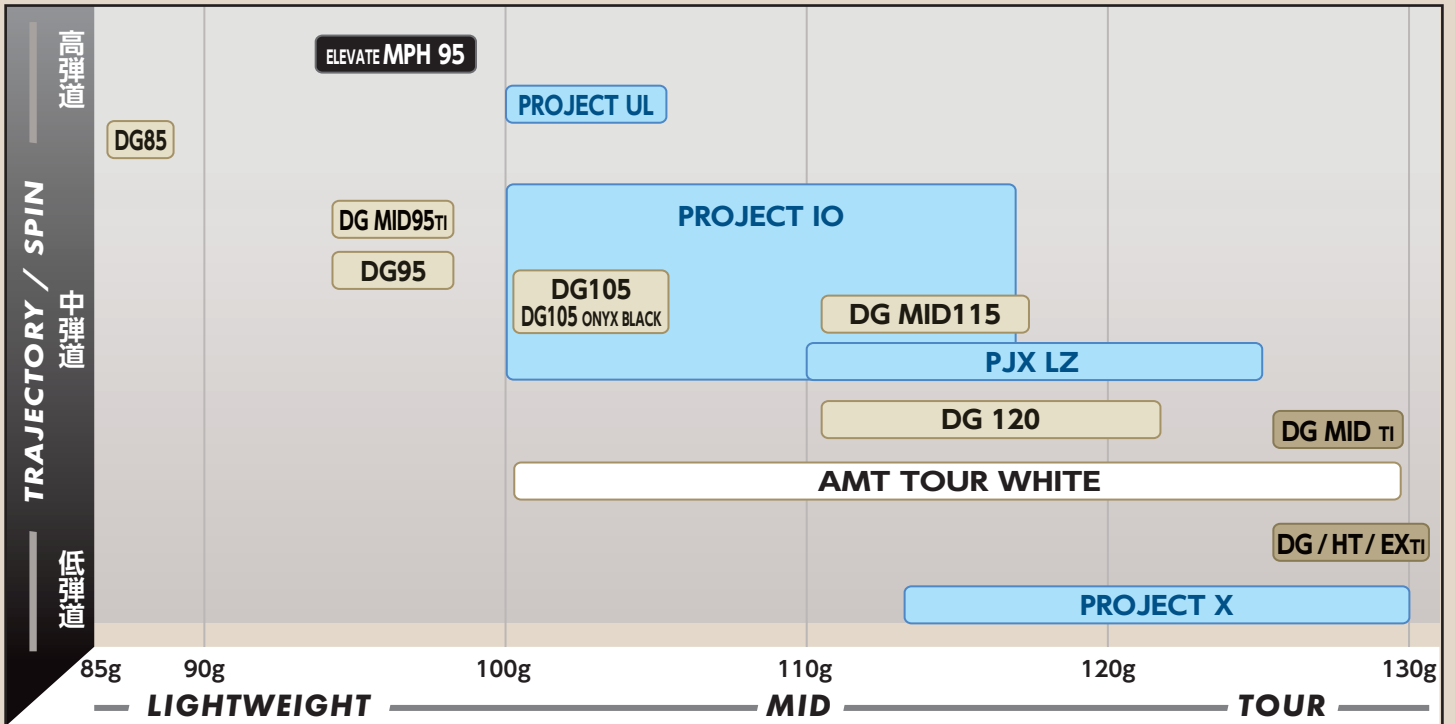 高弾道
中弾道
低弾道
TRAJECTORY / SPIN
ELEVATE MPH 95
PROJECT UL
DG85
DG MID95TI
PROJECT IO
DG95
DG105
DG105 ONYX BLACK
DG MID115
PJX LZ
DG 120
DG MID TI
AMT TOUR WHITE
DG / HT / EXTI
PROJECT X
85g 90g 100g 110g 120g 130g
LIGHTWEIGHT MID TOUR